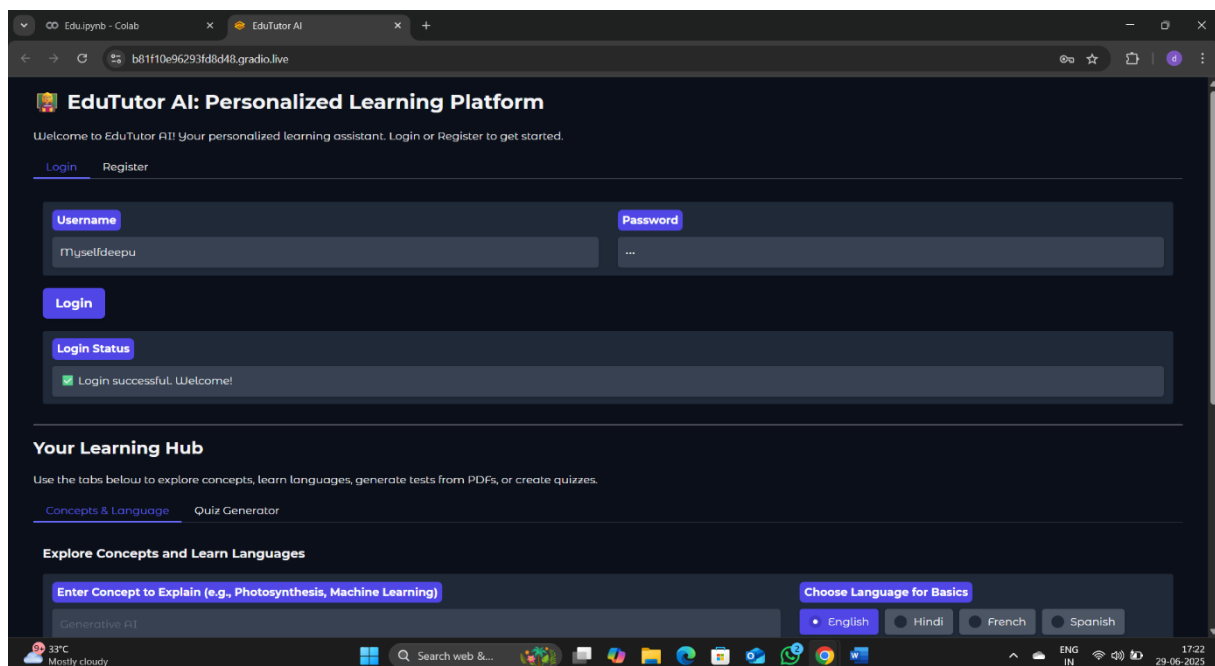 Edu.ipynb - Colab
EduTutor AI
b81f10e96293fd8d48.gradio.live
d
EduTutor AI: Personalized Learning Platform
Welcome to EduTutor AI! Your personalized learning assistant. Login or Register to get started.
Login Register
Username Password
Myselfdeepu ...
Login
Login Status
Login successful. Welcome!
Your Learning Hub
Use the tabs below to explore concepts, learn languages, generate tests from PDFs, or create quizzes.
Concepts & Language Quiz Generator
Explore Concepts and Learn Languages
Enter Concept to Explain (e.g., Photosynthesis, Machine Learning) Choose Language for Basics
Generative AI English Hindi French Spanish
9+ 33°C
Mostly cloudy
Search web &...
ENG
IN
17:22
29-06-2025